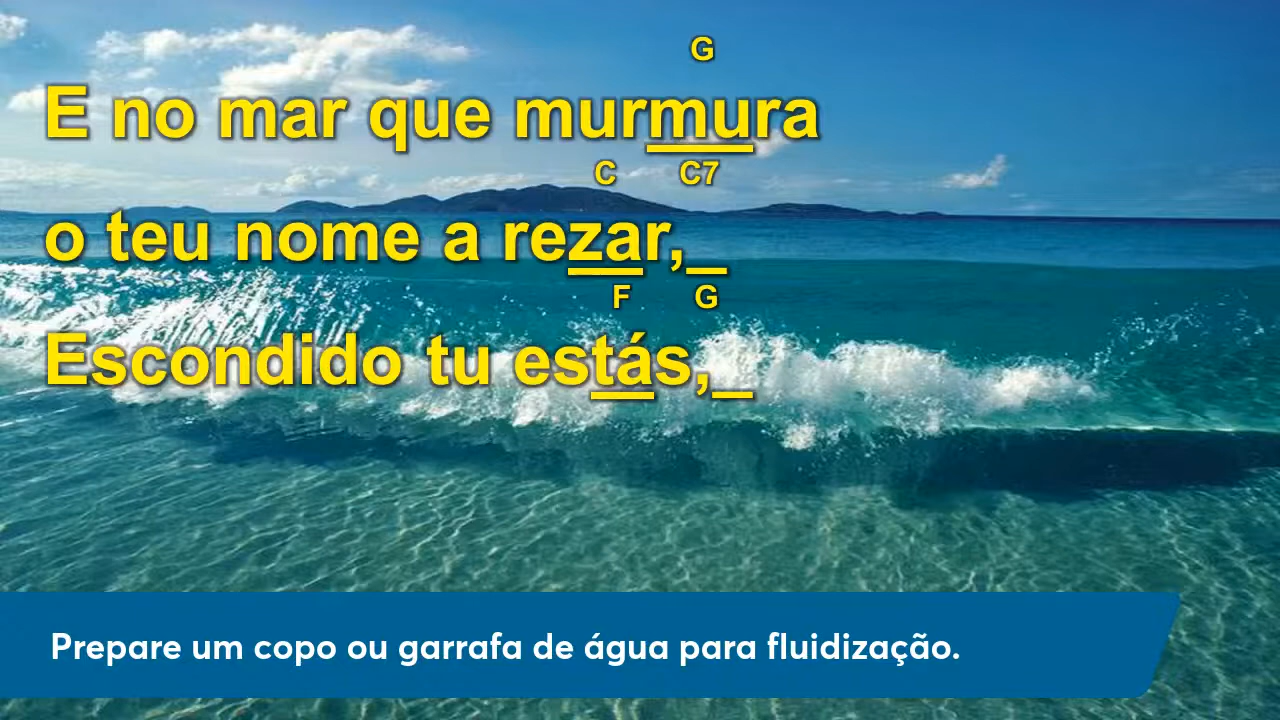 G
E no mar que murmura
C C7
o teu nome a rezar,_
F G
Escondido tu estás,_
Prepare um copo ou garrafa de água para fluidização.